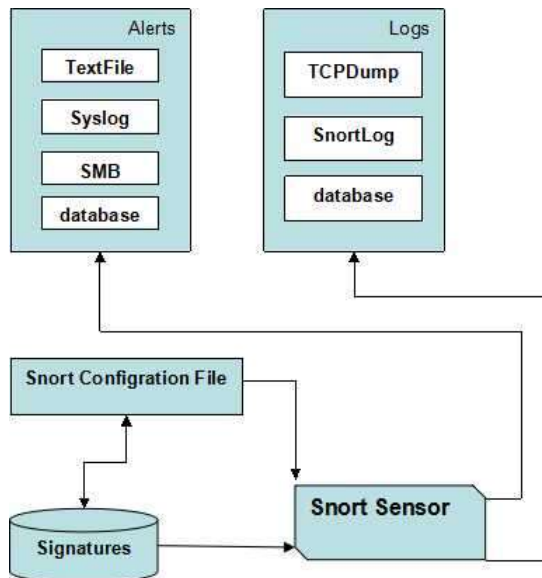 Alerts
TextFile
Syslog
SMB
database
Logs
TCPDump
SnortLog
database
Snort Configration File
Signatures
Snort Sensor